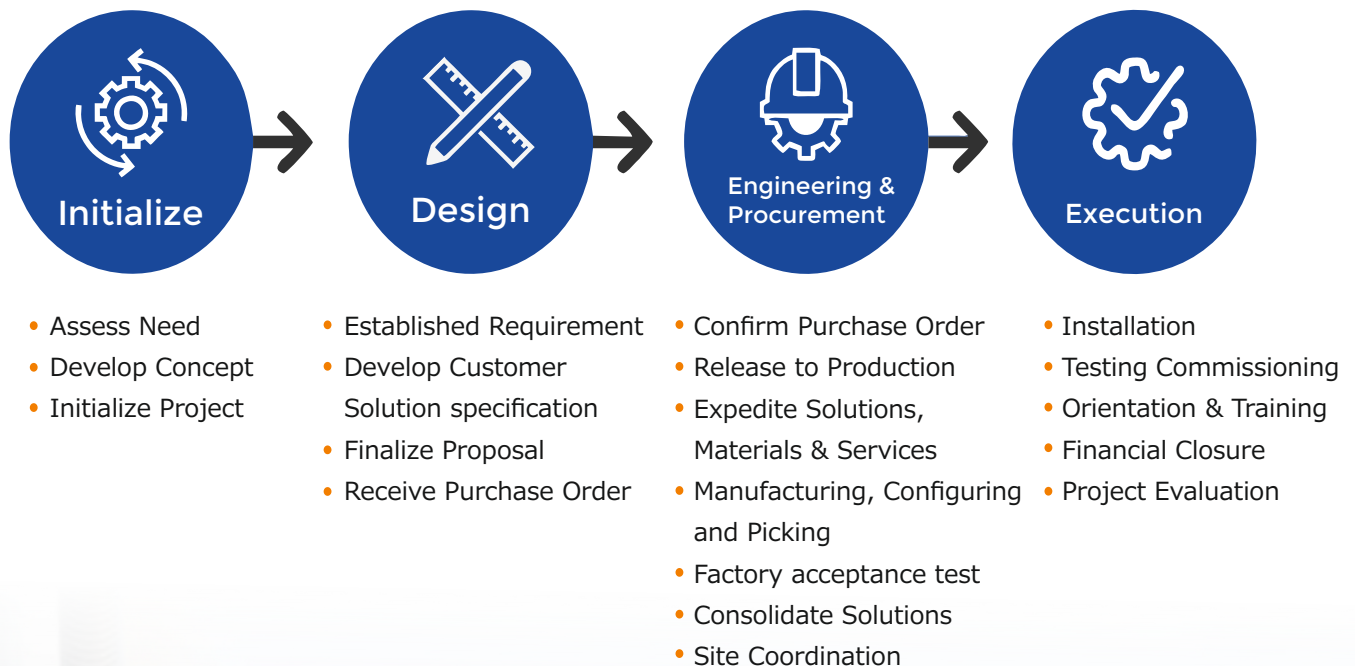 Initialize
Design
Engineering &
Procurement
Execution
• Assess Need
• Develop Concept
• Initialize Project
• Established Requirement
• Develop Customer
Solution specification
• Finalize Proposal
• Receive Purchase Order
• Confirm Purchase Order
• Release to Production
• Expedite Solutions,
Materials & Services
• Manufacturing, Configuring
and Picking
• Factory acceptance test
• Consolidate Solutions
• Site Coordination
• Installation
• Testing Commissioning
• Orientation & Training
• Financial Closure
• Project Evaluation